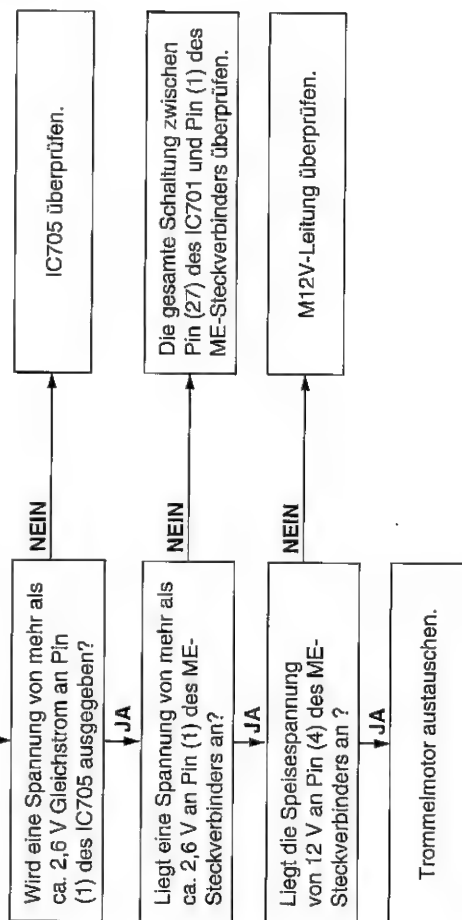 Wird eine Spannung von mehr als
ca. 2,6 V Gleichstrom an Pin
(1) des IC705 ausgegeben?
NEIN
IC705 überprüfen.
JA
Liegt eine Spannung von mehr als
ca. 2,6 V an Pin (1) des ME-
Steckverbinders an?
NEIN
Die gesamte Schaltung zwischen
Pin (27) des IC701 und Pin (1) des
ME-Steckverbinders überprüfen.
JA
Liegt die Speisespannung
von 12 V an Pin (4) des ME-
Steckverbinders an ?
NEIN
M12V-Leitung überprüfen.
JA
Trommelmotor austauschen.